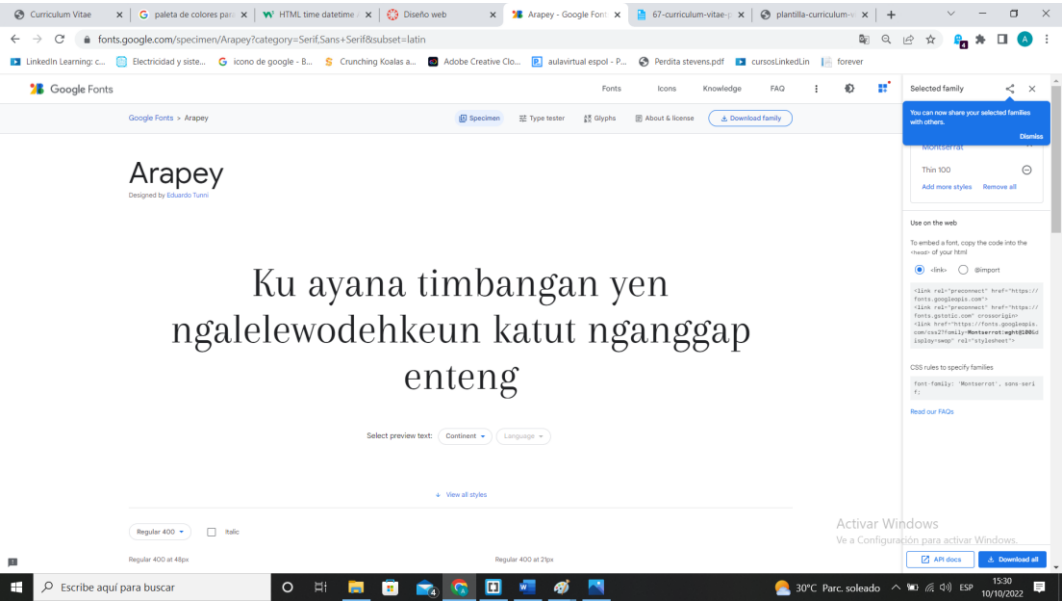 Curriculum Vitae
paleta de colores par
HTML time datetime
Diseño web
Arapey - Google Font
67-curriculum-vitae-p
plantilla-curriculum-
fonts.google.com/specimen/Arapey?category=Serif,Sans+Serif&subset=latin
LinkedIn Learning: c...
Electricidad y siste...
icono de google - B...
Crunching Koalas a...
Adobe Creative Clo...
aulavirtual espol - P...
Perdita stevens.pdf
cursosLinkedIn
forever
Google Fonts
Fonts
Icons
Knowledge
FAQ
Google Fonts > Arapey
Specimen
Type tester
Glyphs
About & license
Download family
Arapey
Designed by Eduardo Tunni
Ku ayana timbangan yen
ngalelewodehkeun katut nganggap
enteng
Select preview text:
Continent
Language
View all styles
Regular 400
Italic
Regular 400 at 48px
Regular 400 at 21px
Selected family
You can now share your selected families
with others.
Dismiss
Montserrat
Thin 100
Add more styles
Remove all
Use on the web
To embed a font, copy the code into the
<head> of your html
<link>
@import
<link rel="preconnect" href="https://
fonts.googleapis.com">
<link rel="preconnect" href="https://
fonts.gstatic.com" crossorigin>
<link href="https://fonts.googleapis.
com/css2?family=Montserrat:wght@100&d
isplay=swap" rel="stylesheet">
CSS rules to specify families
font-family: 'Montserrat', sans-seri
f;
Read our FAQs
Activar Windows
Ve a Configuración para activar Windows.
API docs
Download all
Escribe aquí para buscar
30°C Parc. soleado
ESP
15:30
10/10/2022